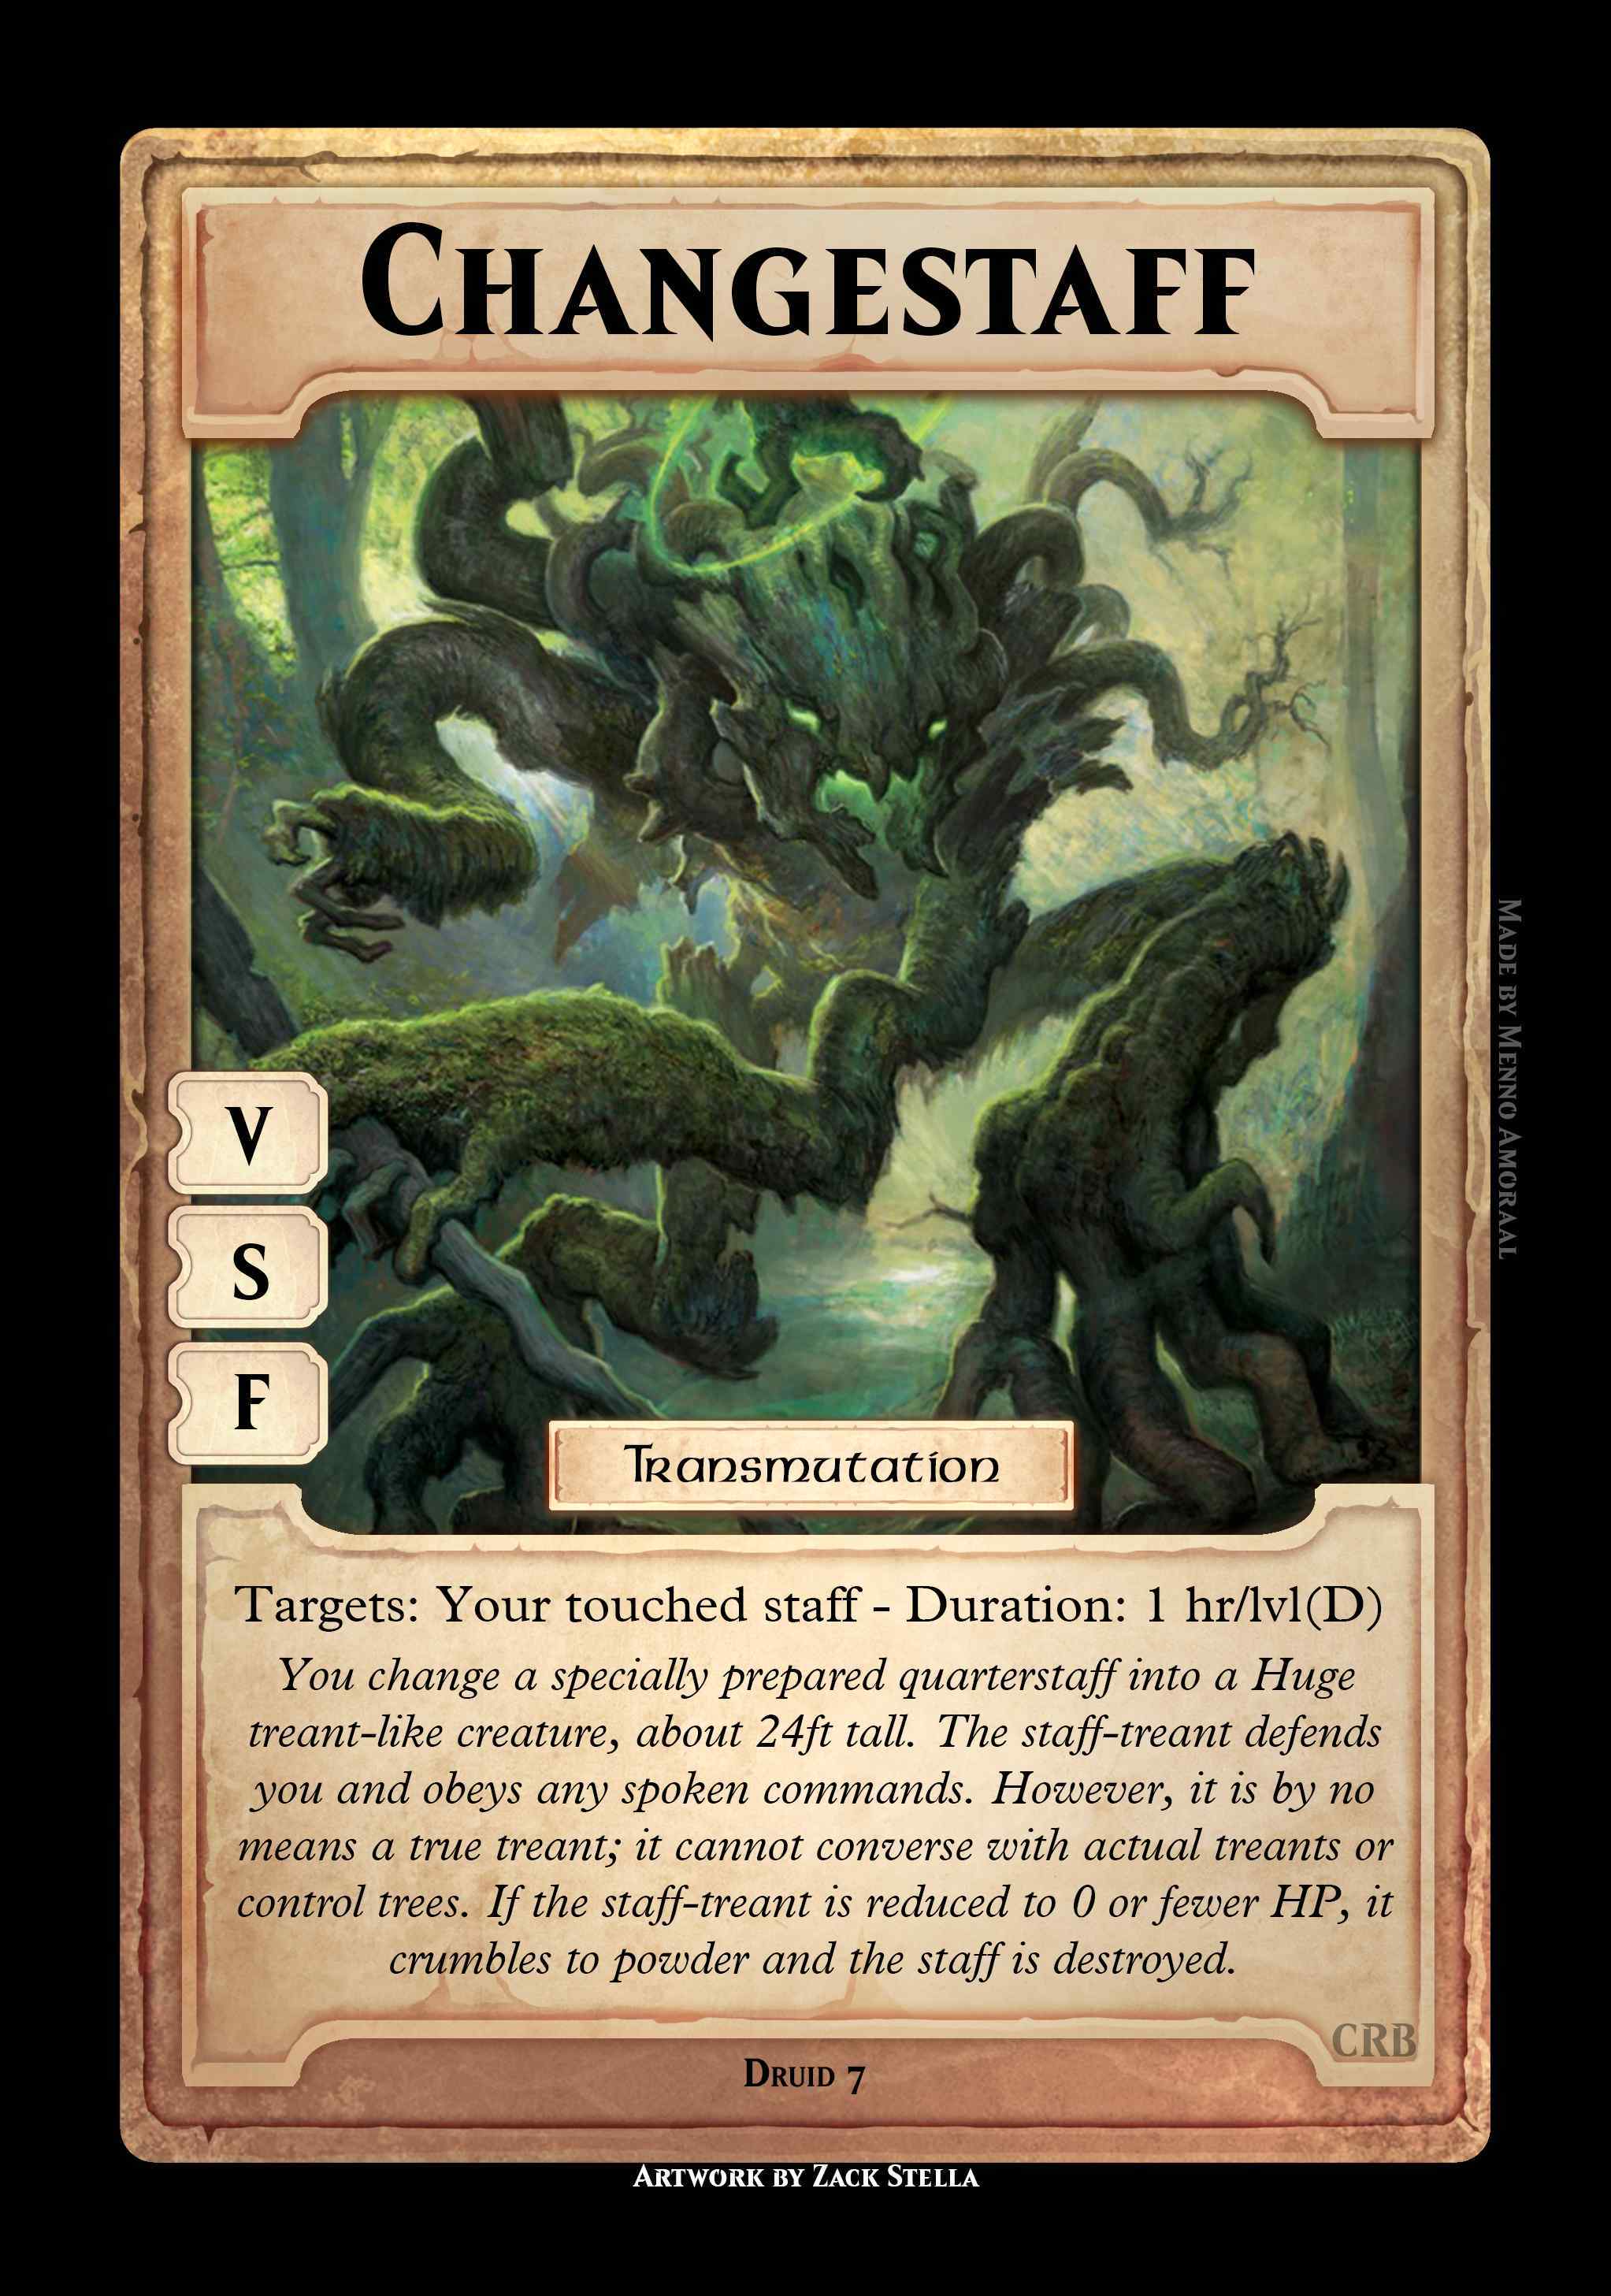 Changestaff
V
S
F
Transmutation
Targets: Your touched staff - Duration: 1 hr/lvl(D)
You change a specially prepared quarterstaff into a Huge
treant-like creature, about 24ft tall. The staff-treant defends
you and obeys any spoken commands. However, it is by no
means a true treant; it cannot converse with actual treants or
control trees. If the staff-treant is reduced to 0 or fewer HP, it
crumbles to powder and the staff is destroyed.
CRB
Druid 7
Artwork by Zack Stella
Made by Menno Amoraal